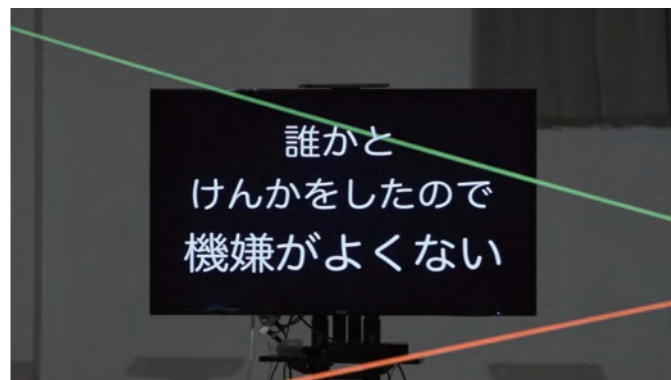 誰かと
けんかをしたので
機嫌がよくない